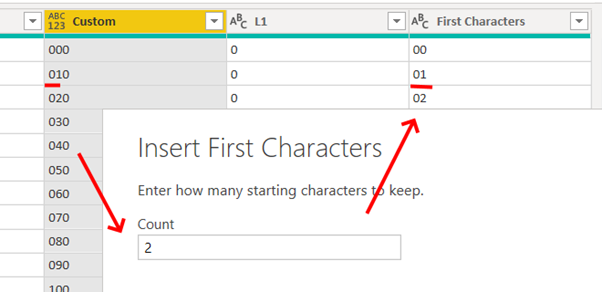 ABC 123 Custom ABC L1 ABC First Characters
000 0 00
010 0 01
020 0 02
030
040
050
060
070
080
090
100
Insert First Characters
Enter how many starting characters to keep.
Count
2